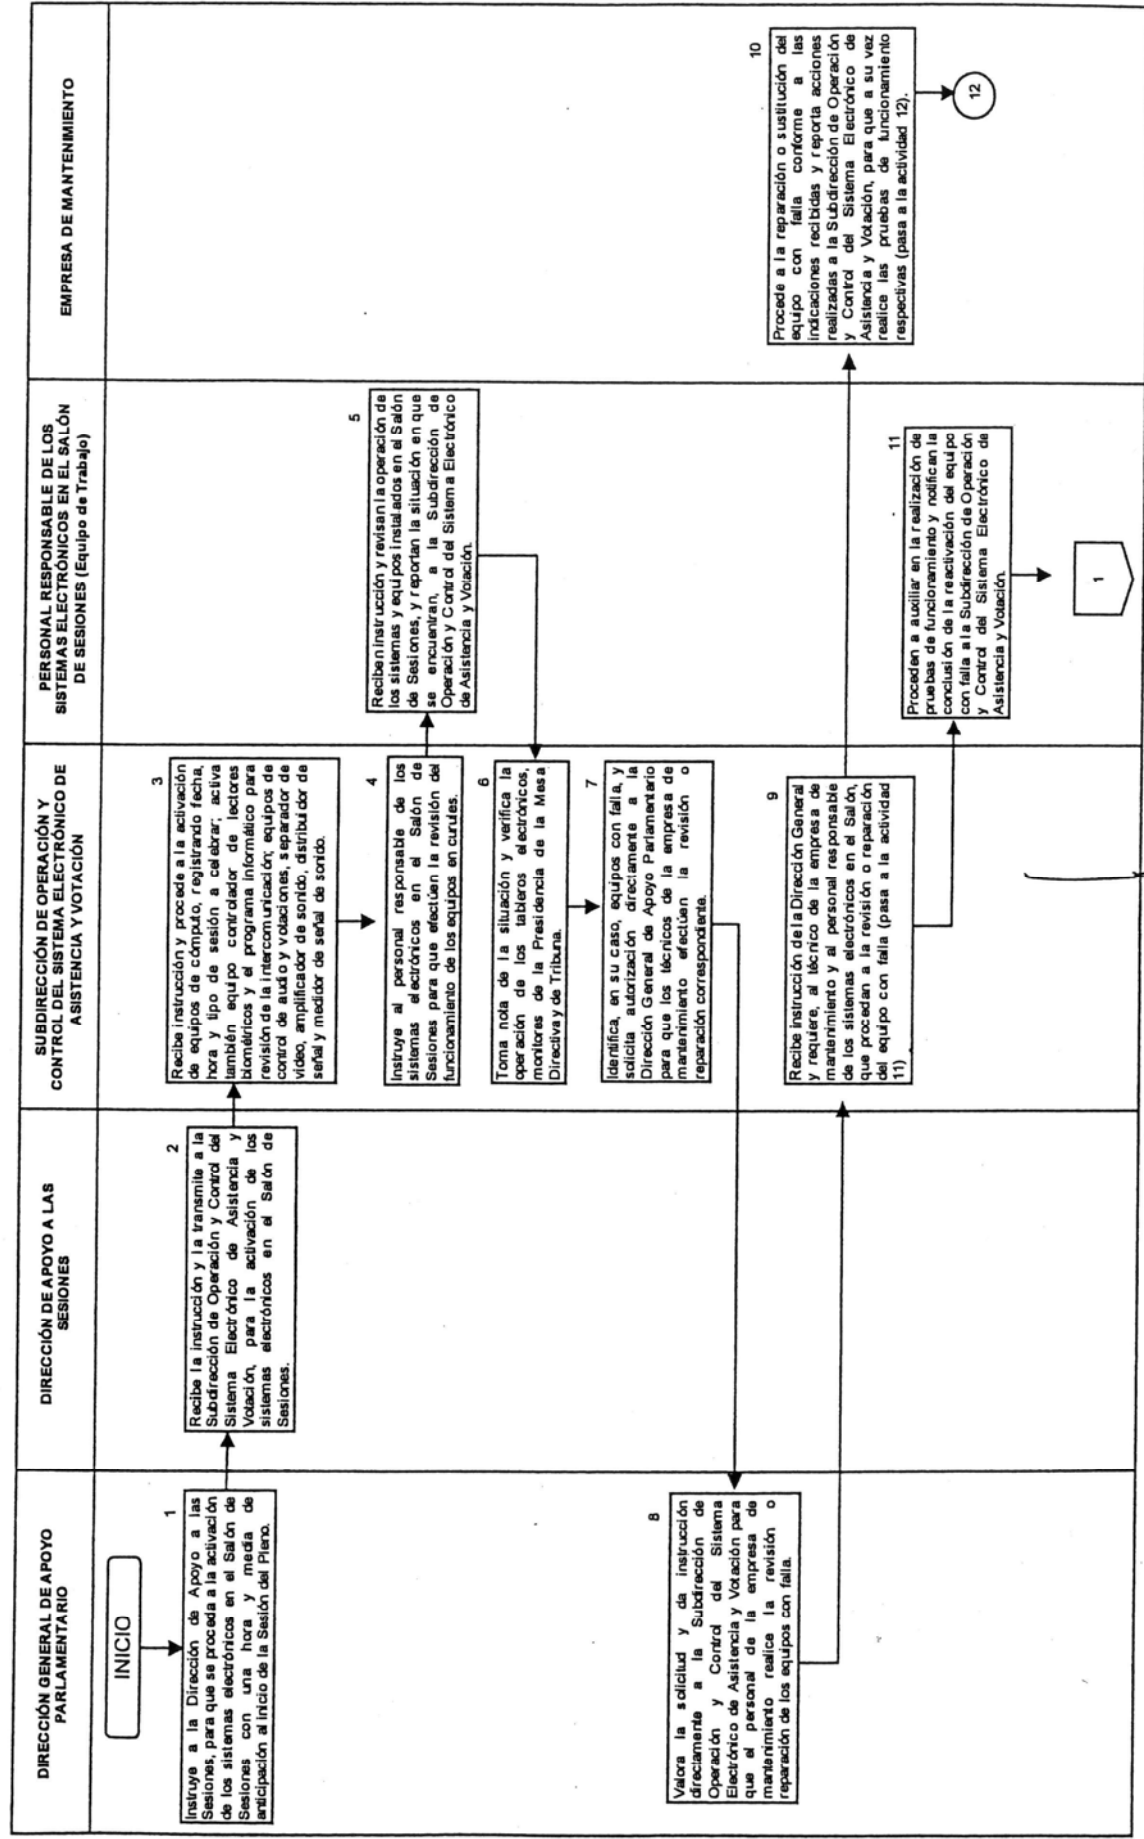 DIRECCIÓN GENERAL DE APOYO
PARLAMENTARIO
DIRECCIÓN DE APOYO A LAS
SESIONES
SUBDIRECCIÓN DE OPERACIÓN Y
CONTROL DEL SISTEMA ELECTRÓNICO DE
ASISTENCIA Y VOTACIÓN
PERSONAL RESPONSABLE DE LOS
SISTEMAS ELECTRÓNICOS EN EL SALÓN
DE SESIONES (Equipo de Trabajo)
EMPRESA DE MANTENIMIENTO
INICIO
1
Instruye a la Dirección de Apoyo a las
Sesiones, para que se proceda a la activación
de los sistemas electrónicos en el Salón de
Sesiones con una hora y media de
anticipación al inicio de la Sesión del Pleno.
2
Recibe la instrucción y la transmite a la
Subdirección de Operación y Control del
Sistema Electrónico de Asistencia y
Votación, para la activación de los
sistemas electrónicos en el Salón de
Sesiones.
3
Recibe instrucción y procede a la activación
de equipos de cómputo, registrando fecha,
hora y tipo de sesión a celebrar; activa
también equipo controlador de lectores
biométricos y el programa informático para
revisión de la intercomunicación; equipos de
control de audio y votaciones, separador de
video, amplificador de sonido, distribuidor de
señal y medidor de señal de sonido.
4
Instruye al personal responsable de los
sistemas electrónicos en el Salón de
Sesiones para que efectúen la revisión del
funcionamiento de los equipos en curules.
5
Reciben instrucción y revisan la operación de
los sistemas y equipos instalados en el Salón
de Sesiones, y reportan la situación en que
se encuentran, a la Subdirección de
Operación y Control del Sistema Electrónico
de Asistencia y Votación.
6
Toma nota de la situación y verifica la
operación de los tableros electrónicos,
monitores de la Presidencia de la Mesa
Directiva y de Tribuna.
7
Identifica, en su caso, equipos con falla, y
solicita autorización directamente a la
Dirección General de Apoyo Parlamentario
para que los técnicos de la empresa de
mantenimiento efectúen la revisión o
reparación correspondiente.
8
Valora la solicitud y da instrucción
directamente a la Subdirección de
Operación y Control del Sistema
Electrónico de Asistencia y Votación para
que el personal de la empresa de
mantenimiento realice la revisión o
reparación de los equipos con falla.
9
Recibe instrucción de la Dirección General
y requiere, al técnico de la empresa de
mantenimiento y al personal responsable
de los sistemas electrónicos en el Salón,
que procedan a la revisión o reparación
del equipo con falla (pasa a la actividad
11)
10
Procede a la reparación o sustitución del
equipo con falla conforme a las
indicaciones recibidas y reporta acciones
realizadas a la Subdirección de Operación
y Control del Sistema Electrónico de
Asistencia y Votación, para que a su vez
realice las pruebas de funcionamiento
respectivas (pasa a la actividad 12).
12
11
Proceden a auxiliar en la realización de
pruebas de funcionamiento y notifican la
conclusión de la reactivación del equipo
con falla a la Subdirección de Operación
y Control del Sistema Electrónico de
Asistencia y Votación.
1